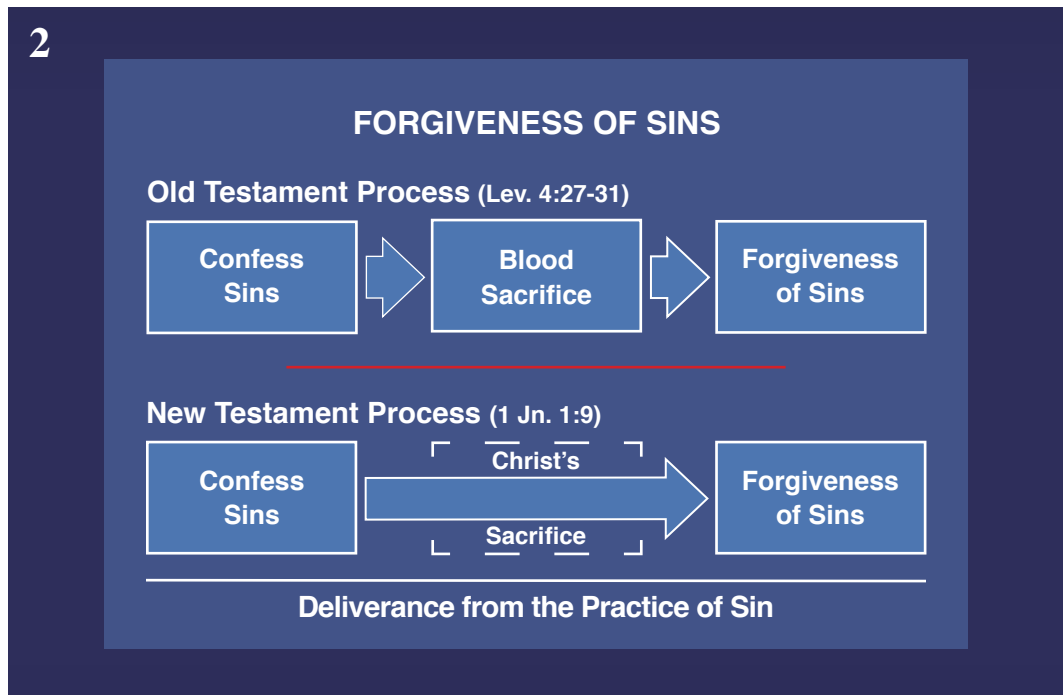 2
FORGIVENESS OF SINS
Old Testament Process (Lev. 4:27-31)
Confess
Sins
Blood
Sacrifice
Forgiveness
of Sins
New Testament Process (1 Jn. 1:9)
Confess
Sins
Christ's
Sacrifice
Forgiveness
of Sins
Deliverance from the Practice of Sin